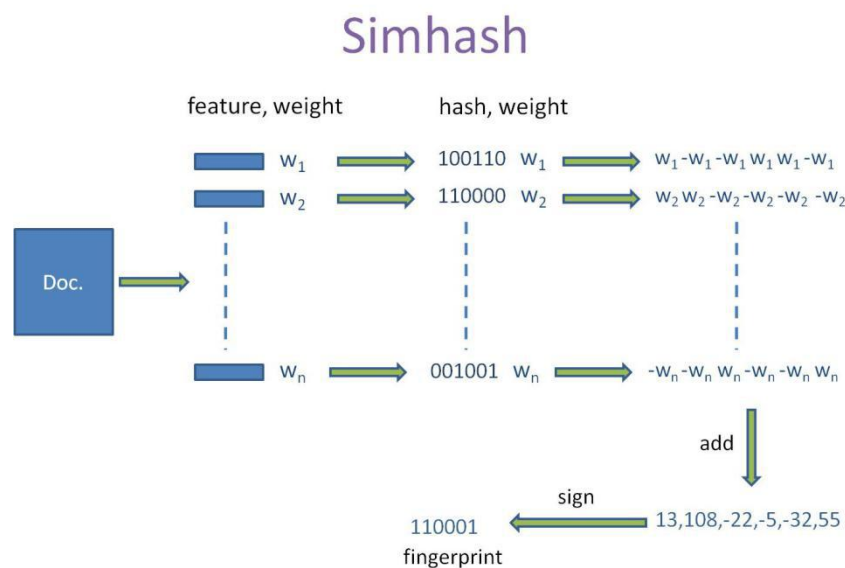 Simhash
feature, weight
hash, weight
w1
100110 w1
w1 -w1 -w1 w1 w1 -w1
w2
110000 w2
w2 w2 -w2 -w2 -w2 -w2
Doc.
wn
001001 wn
-wn -wn wn -wn -wn wn
add
sign
13,108,-22,-5,-32,55
110001
fingerprint